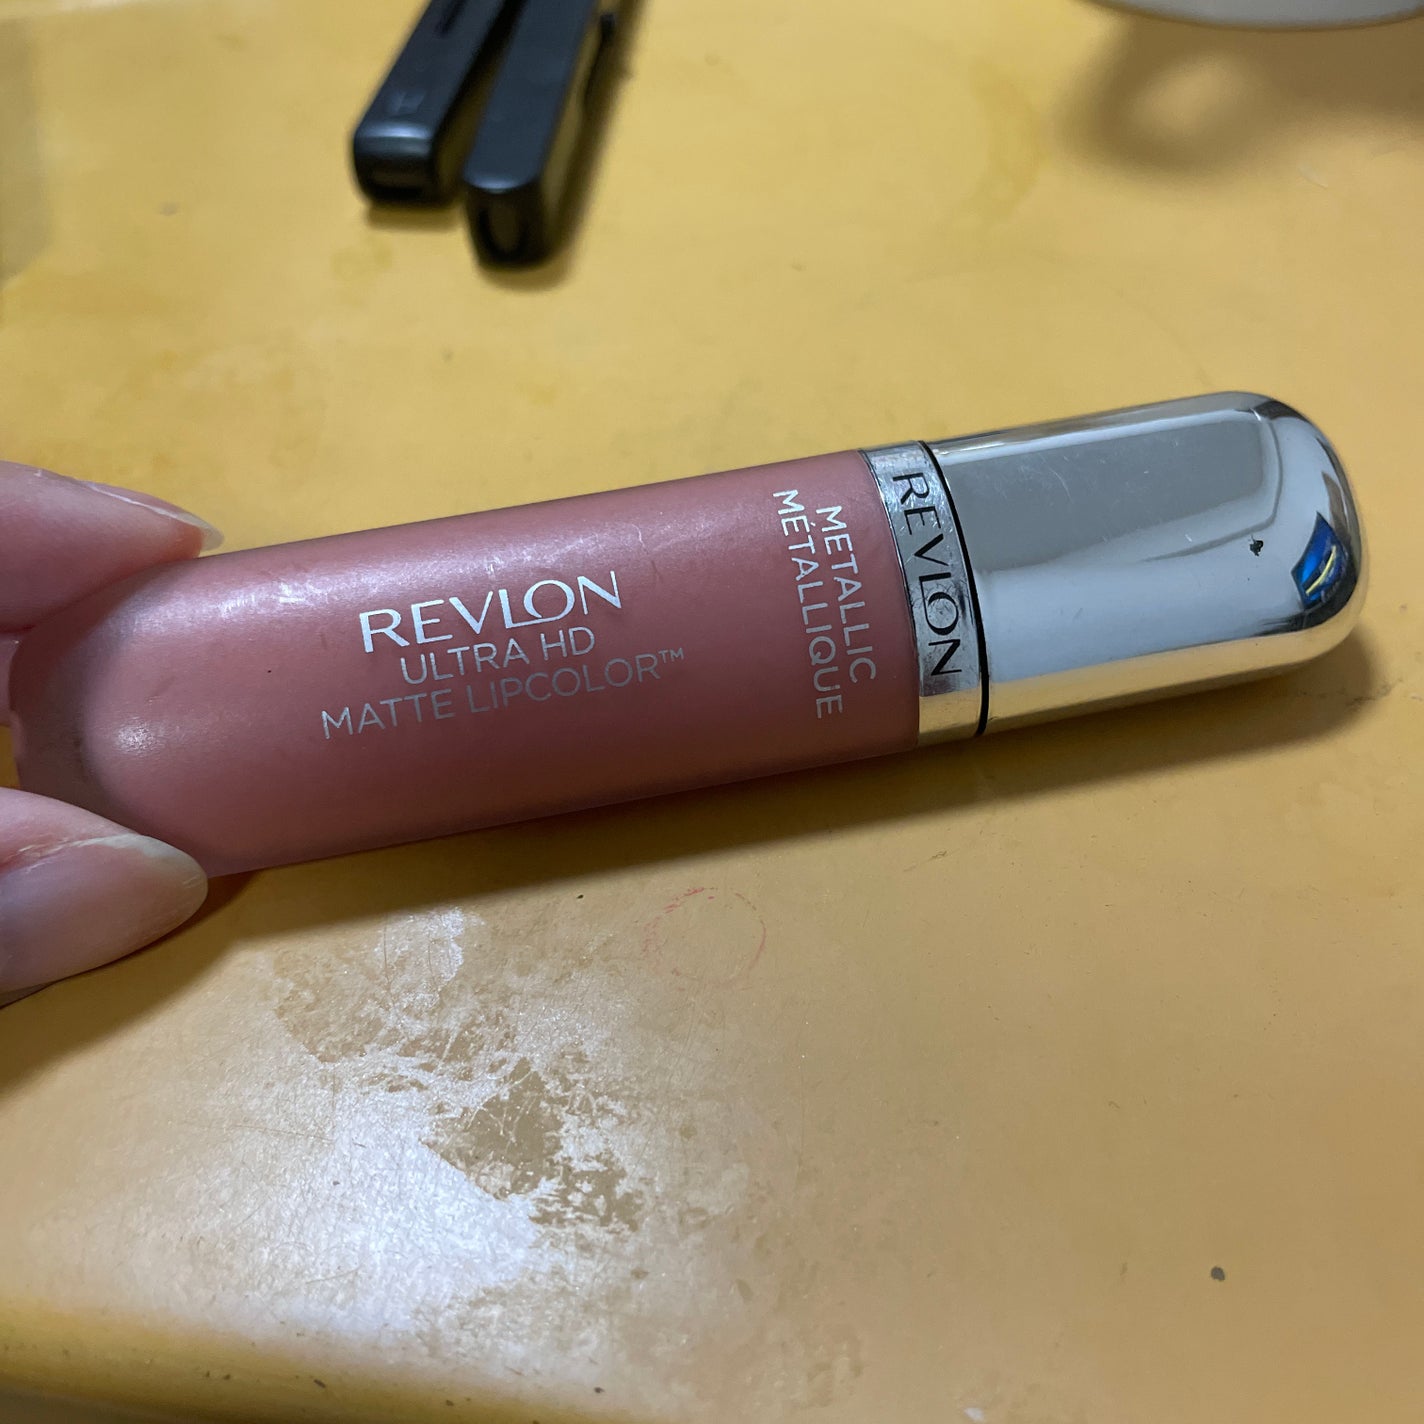 REVLON
ULTRA HD
MATTE LIPCOLOR™
METALLIC
MÉTALLIQUE
REVLON